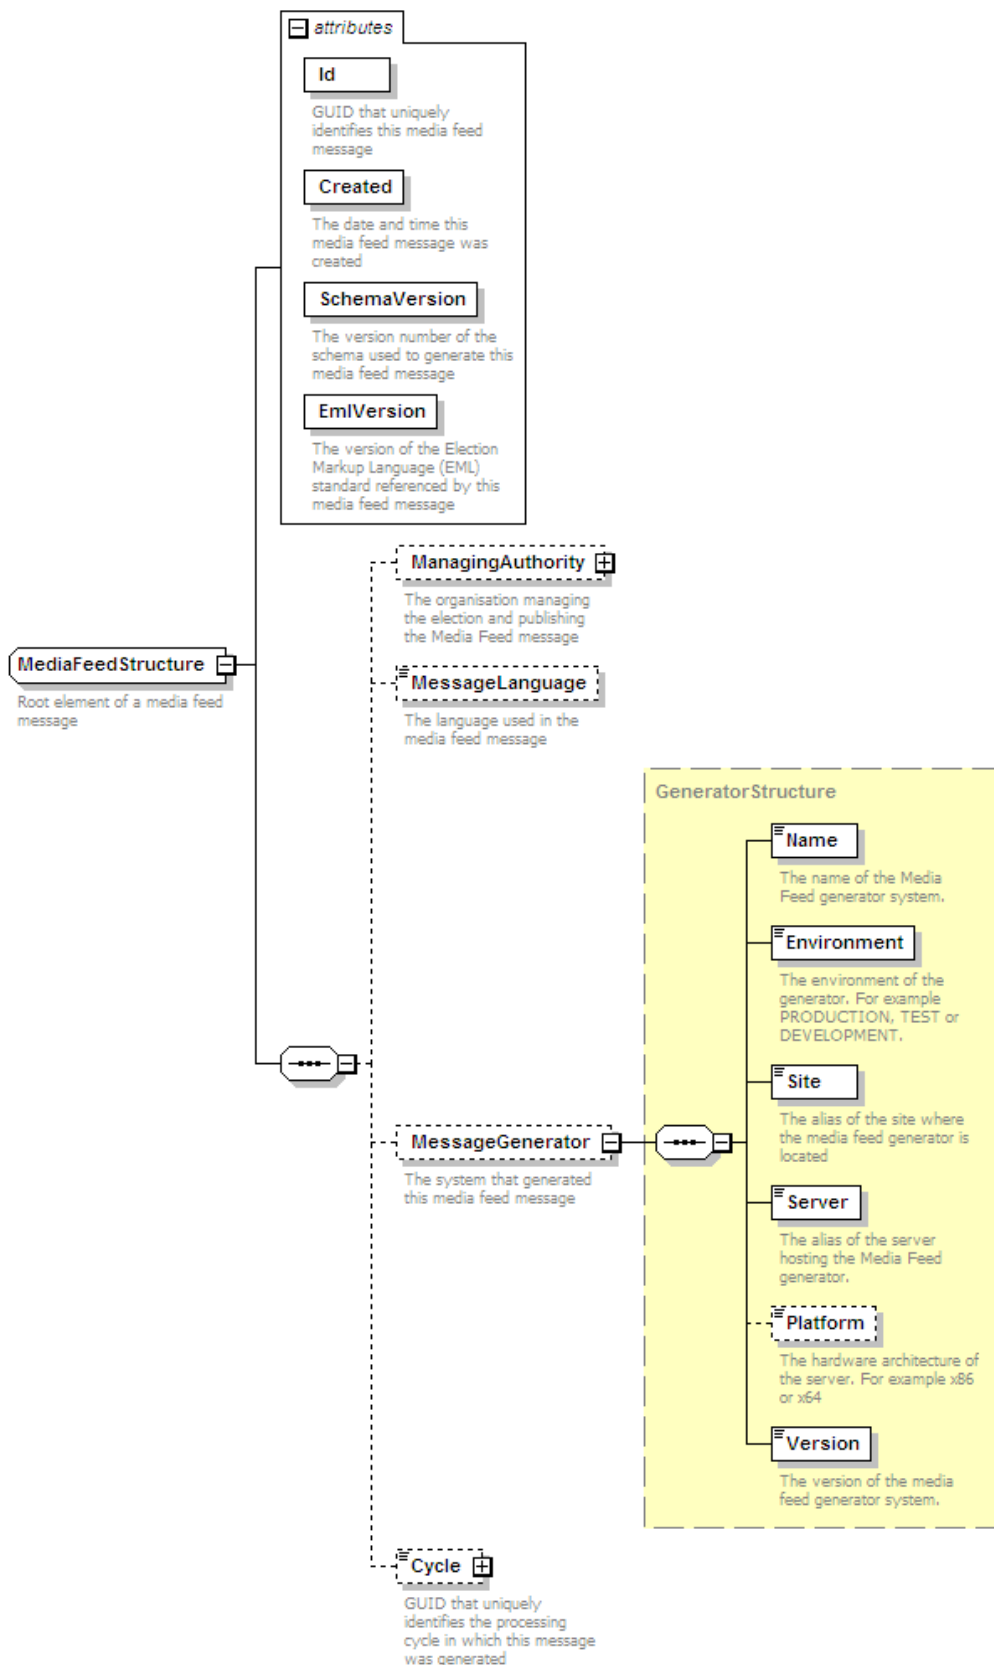 attributes
Id
GUID that uniquely
identifies this media feed
message
Created
The date and time this
media feed message was
created
SchemaVersion
The version number of the
schema used to generate this
media feed message
EmlVersion
The version of the Election
Markup Language (EML)
standard referenced by this
media feed message
ManagingAuthority
The organisation managing
the election and publishing
the Media Feed message
MediaFeedStructure
Root element of a media feed
message
MessageLanguage
The language used in the
media feed message
GeneratorStructure
Name
The name of the Media
Feed generator system.
Environment
The environment of the
generator. For example
PRODUCTION, TEST or
DEVELOPMENT.
Site
The alias of the site where
the media feed generator is
located
MessageGenerator
The system that generated
this media feed message
Server
The alias of the server
hosting the Media Feed
generator.
Platform
The hardware architecture of
the server. For example x86
or x64
Version
The version of the media
feed generator system.
Cycle
GUID that uniquely
identifies the processing
cycle in which this message
was generated